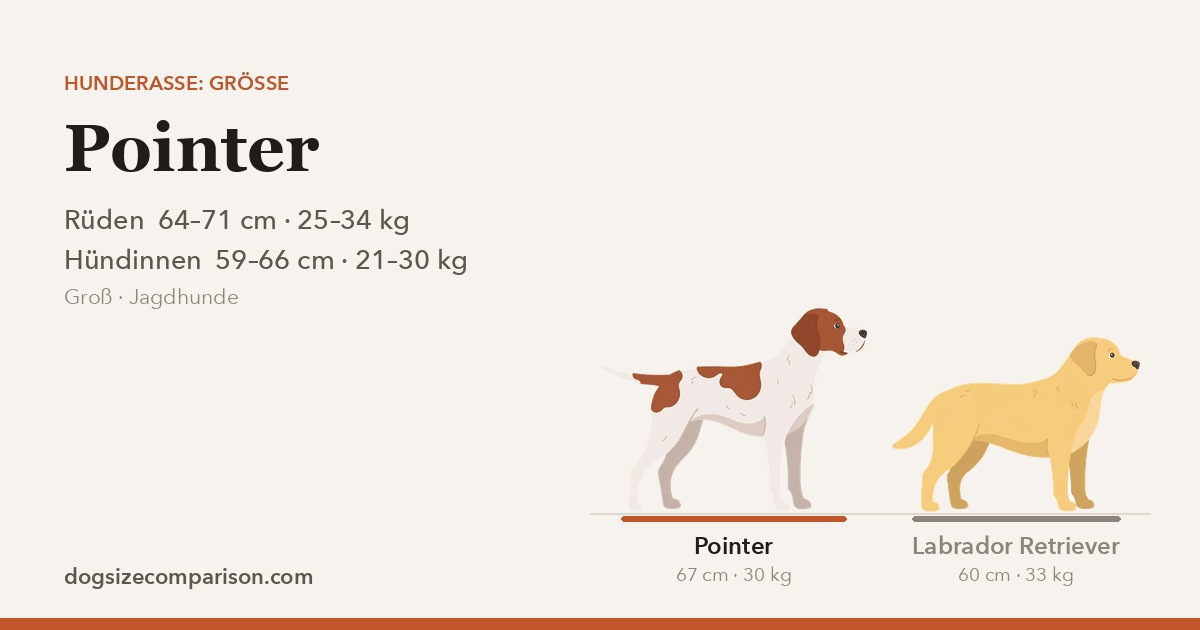 HUNDERASSE: GRÖSSE
Pointer
Rüden 64–71 cm · 25–34 kg
Hündinnen 59–66 cm · 21–30 kg
Groß · Jagdhunde
Pointer
67 cm · 30 kg
Labrador Retriever
60 cm · 33 kg
dogsizecomparison.com